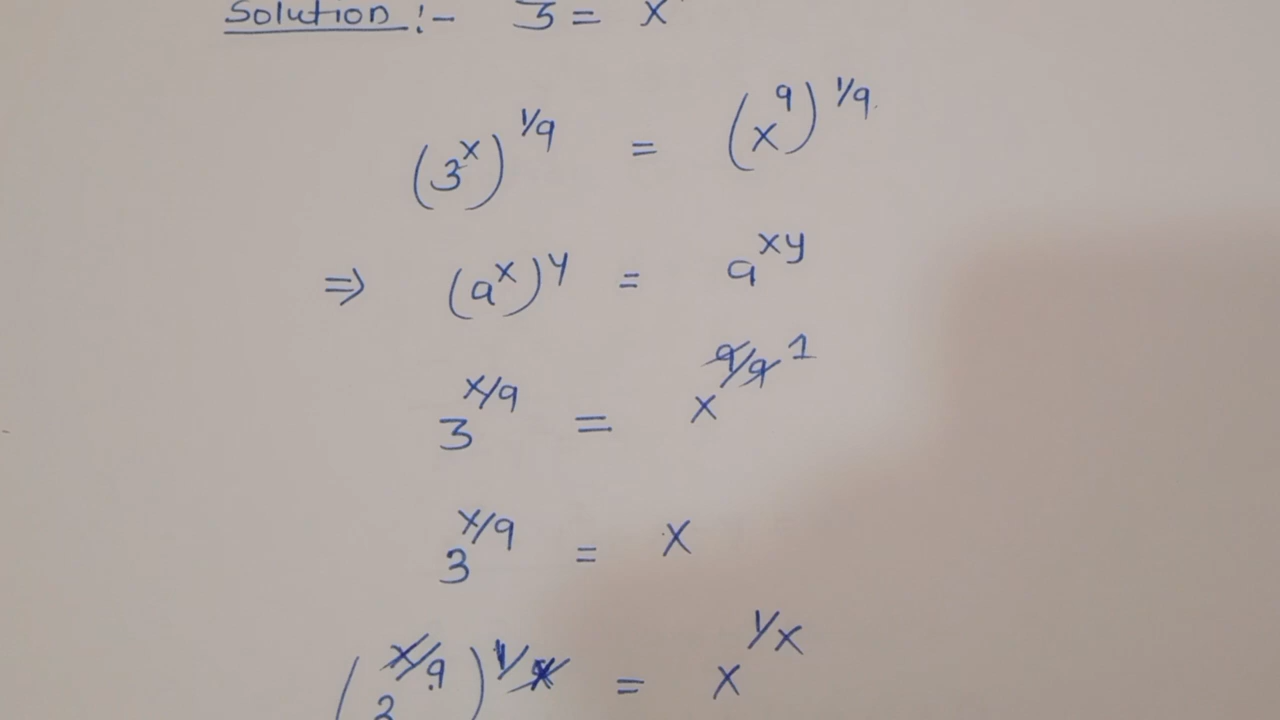 Solution :- 3 = x
(3^x)^1/9 = (x^9)^1/9
⇒ (a^x)^y = a^xy
3^x/9 = x^9/9 1
3^x/9 = x
(3^x/9)^1/x = x^1/x